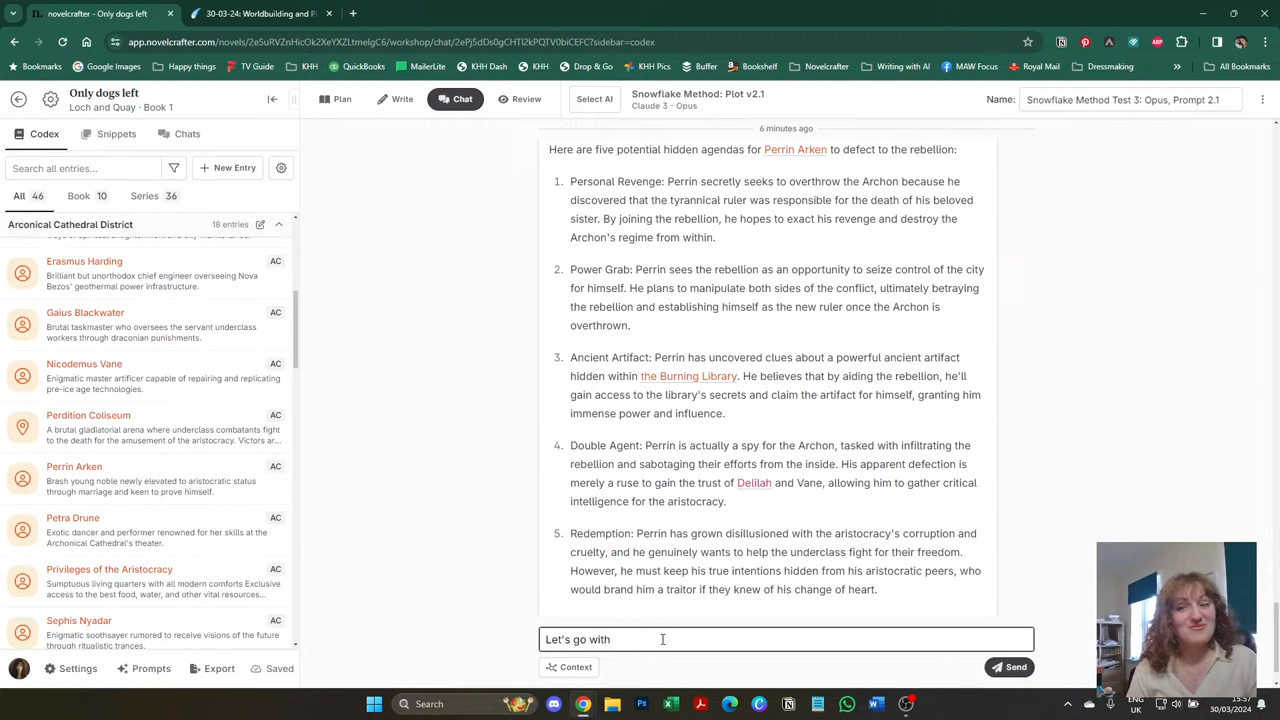 novelcrafter - Only dogs left
30-03-24: Worldbuilding and P
app.novelcrafter.com/novels/2e5uRVZnHicOk2XeYXZLtmelgC6/workshop/chat/2ePj5dDs0gCHTl2kPQTV0biCEFC?sidebar=codex
Bookmarks
Google Images
Happy things
TV Guide
KHH
QuickBooks
MailerLite
KHH
Drop & Go
KHH Pics
Buffer
Bookshelf
Novelcrafter
Writing with AI
MAW Focus
Dressmaking
All Bookmarks
Only dogs left
Loch and Quay - Book 1
Plan
Write
Chat
Review
Select AI
Snowflake Method: Plot v2.1
Claude 3 - Opus
Name:
Snowflake Method Test 3: Opus, Prompt 2.1
Codex
Snippets
Chats
Search all entries...
+ New Entry
All 46
Book 10
Series 36
Arconical Cathedral District
18 entries
Erasmus Harding
AC
Brilliant but unorthodox chief engineer overseeing Nova
Bezos' geothermal power infrastructure.
Gaius Blackwater
AC
Brutal taskmaster who oversees the servant underclass
workers through draconian punishments.
Nicodemus Vane
AC
Enigmatic master artificer capable of repairing and replicating
pre-ice age technologies.
Perdition Coliseum
AC
A brutal gladiatorial arena where underclass combatants fight
to the death for the amusement of the aristocracy. Victors ar...
Perrin Arken
AC
Brash young noble newly elevated to aristocratic status
through marriage and keen to prove himself.
Petra Drune
AC
Exotic dancer and performer renowned for her skills at the
Archonical Cathedral's theater.
Privileges of the Aristocracy
AC
Sumptuous living quarters with all modern comforts Exclusive
access to the best food, water, and other vital resources...
Sephis Nyadar
AC
Enigmatic soothsayer rumored to receive visions of the future
through ritualistic trances.
Settings
Prompts
Export
Saved
6 minutes ago
Here are five potential hidden agendas for Perrin Arken to defect to the rebellion:
1. Personal Revenge: Perrin secretly seeks to overthrow the Archon because he
discovered that the tyrannical ruler was responsible for the death of his beloved
sister. By joining the rebellion, he hopes to exact his revenge and destroy the
Archon's regime from within.
2. Power Grab: Perrin sees the rebellion as an opportunity to seize control of the city
for himself. He plans to manipulate both sides of the conflict, ultimately betraying
the rebellion and establishing himself as the new ruler once the Archon is
overthrown.
3. Ancient Artifact: Perrin has uncovered clues about a powerful ancient artifact
hidden within the Burning Library. He believes that by aiding the rebellion, he'll
gain access to the library's secrets and claim the artifact for himself, granting him
immense power and influence.
4. Double Agent: Perrin is actually a spy for the Archon, tasked with infiltrating the
rebellion and sabotaging their efforts from the inside. His apparent defection is
merely a ruse to gain the trust of Delilah and Vane, allowing him to gather critical
intelligence for the aristocracy.
5. Redemption: Perrin has grown disillusioned with the aristocracy's corruption and
cruelty, and he genuinely wants to help the underclass fight for their freedom.
However, he must keep his true intentions hidden from his aristocratic peers, who
would brand him a traitor if they knew of his change of heart.
Let's go with
Context
Send
Search
ENG
UK
15:57
30/03/2024